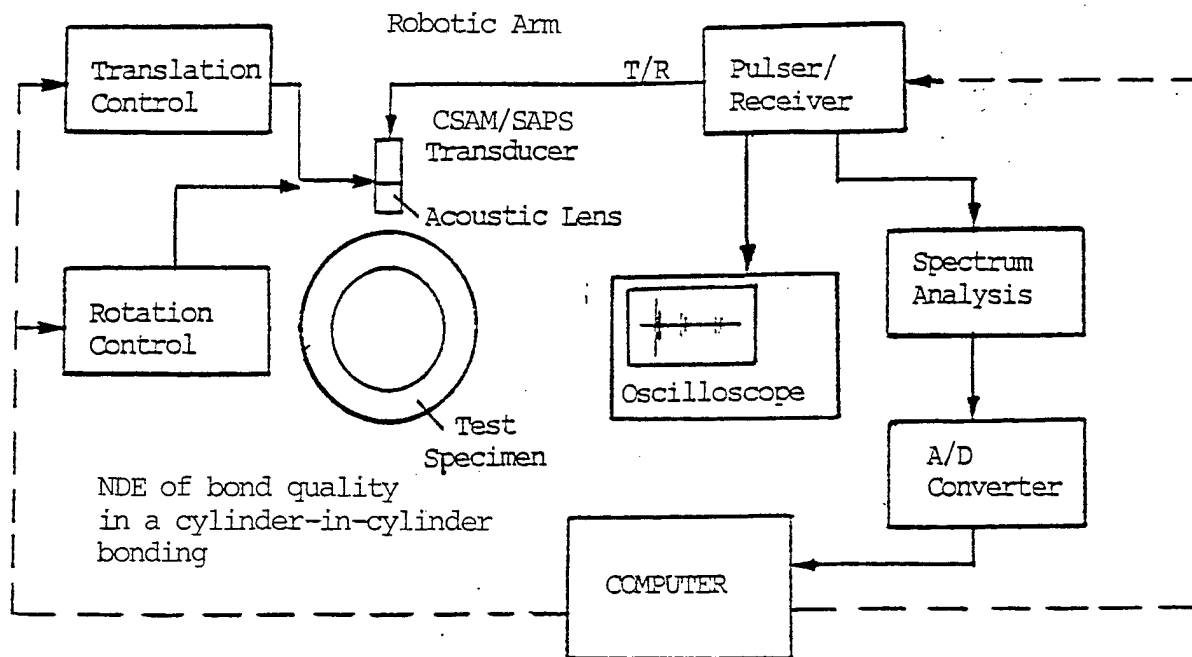 Robotic Arm
Translation
Control
T/R
Pulser/
Receiver
CSAM/SAPS
Transducer
Acoustic Lens
Rotation
Control
Spectrum
Analysis
Oscilloscope
Test
Specimen
A/D
Converter
NDE of bond quality
in a cylinder-in-cylinder
bonding
COMPUTER